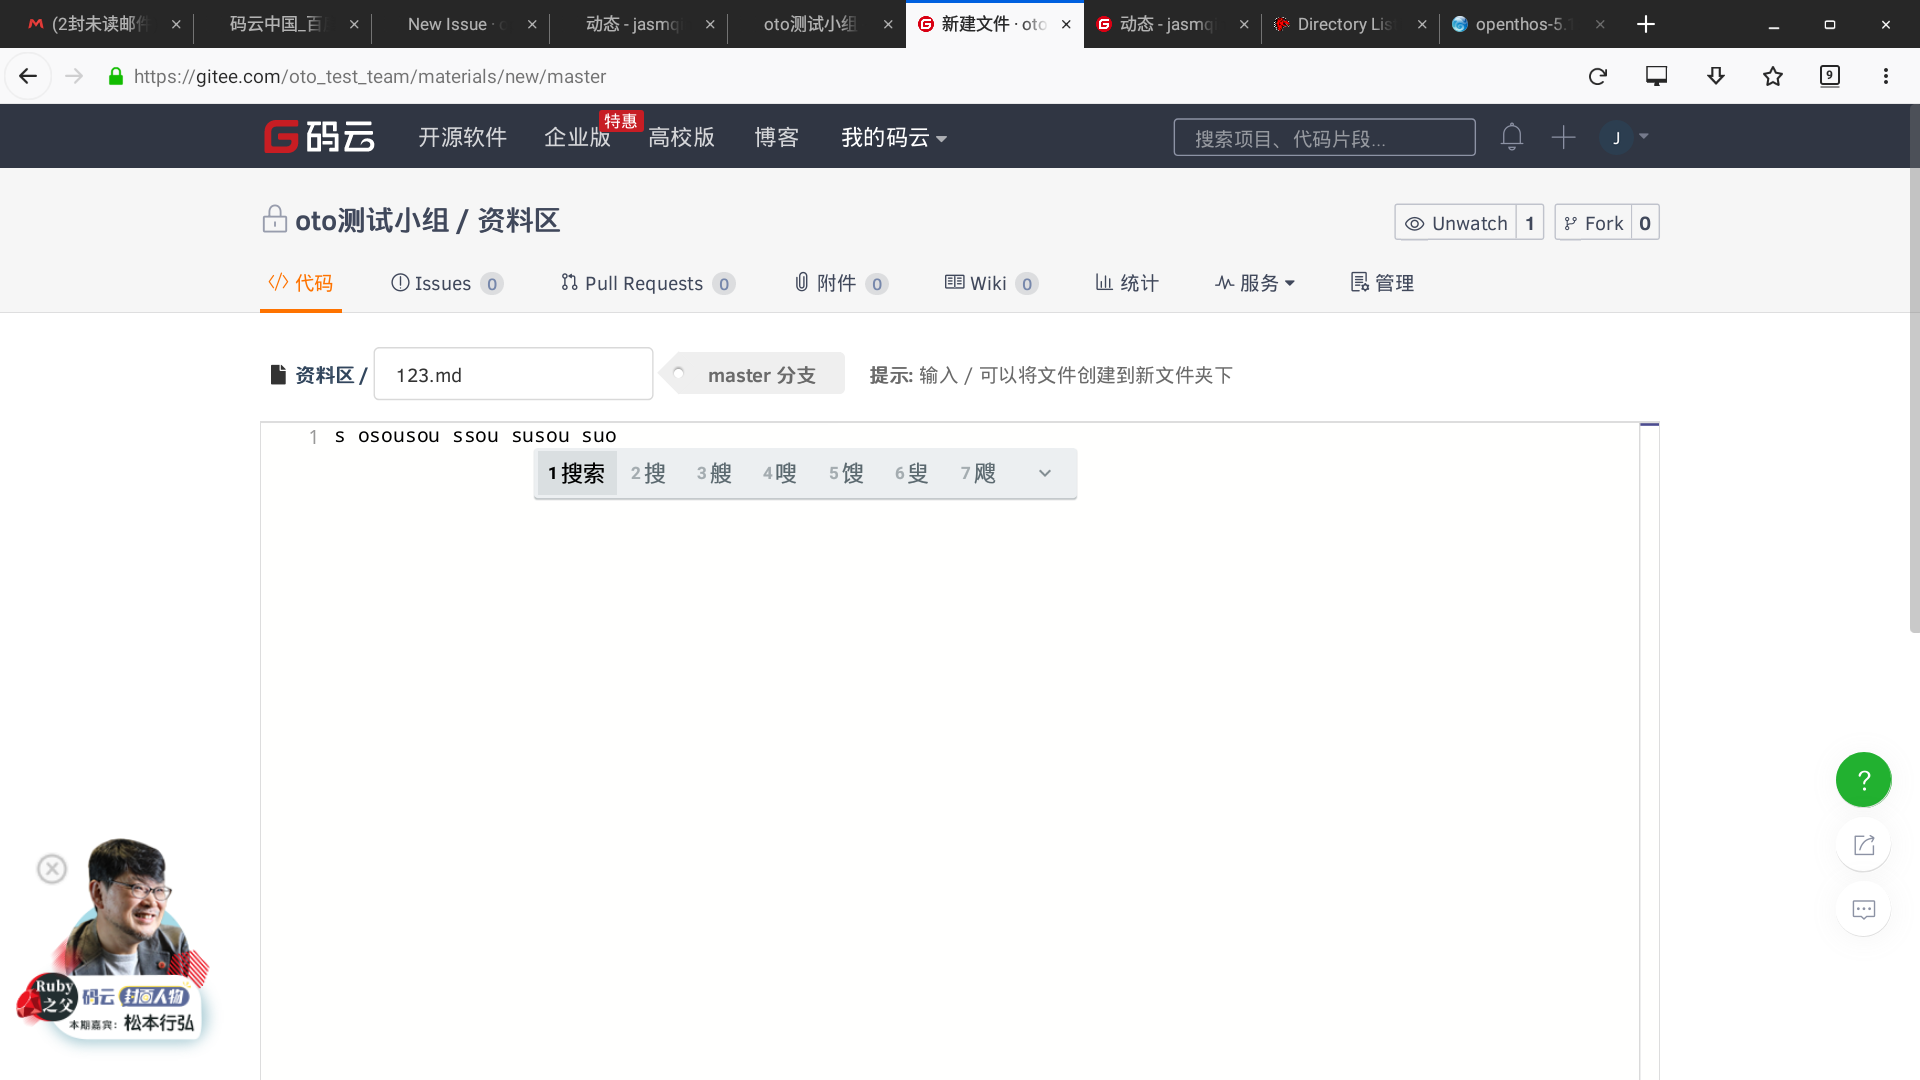 (2封未读邮件
码云中国_百度
New Issue · o
动态 - jasmq
oto测试小组
新建文件 · oto
动态 - jasmq
Directory Lis
openthos-5.1
https://gitee.com/oto_test_team/materials/new/master
9
码云
开源软件
企业版
特惠
高校版
博客
我的码云
搜索项目、代码片段...
J
oto测试小组 / 资料区
Unwatch 1
Fork 0
代码
Issues 0
Pull Requests 0
附件 0
Wiki 0
统计
服务
管理
资料区 /
123.md
master 分支
提示: 输入 / 可以将文件创建到新文件夹下
1 s osousou ssou susou suo
1搜索 2搜 3艘 4嗖 5馊 6叟 7飕
?
Ruby
之父
码云 封面人物
本期嘉宾: 松本行弘